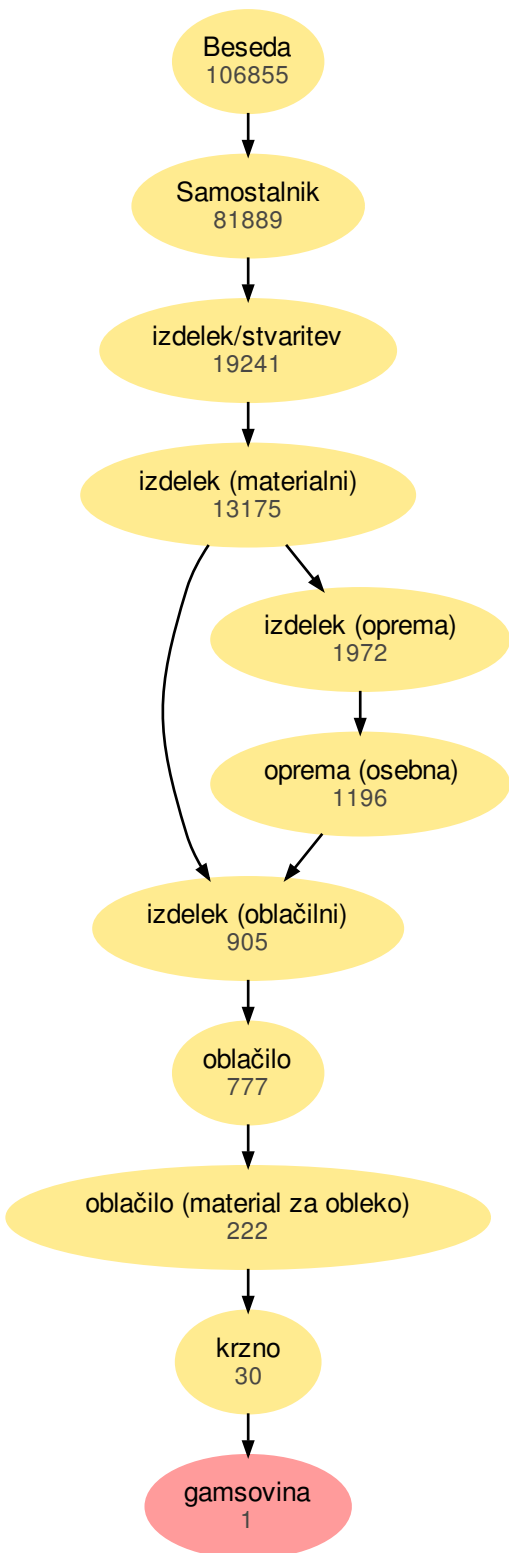 Beseda
106855
Samostalnik
81889
izdelek/stvaritev
19241
izdelek (materialni)
13175
izdelek (oprema)
1972
oprema (osebna)
1196
izdelek (oblačilni)
905
oblačilo
777
oblačilo (material za obleko)
222
krzno
30
gamsovina
1